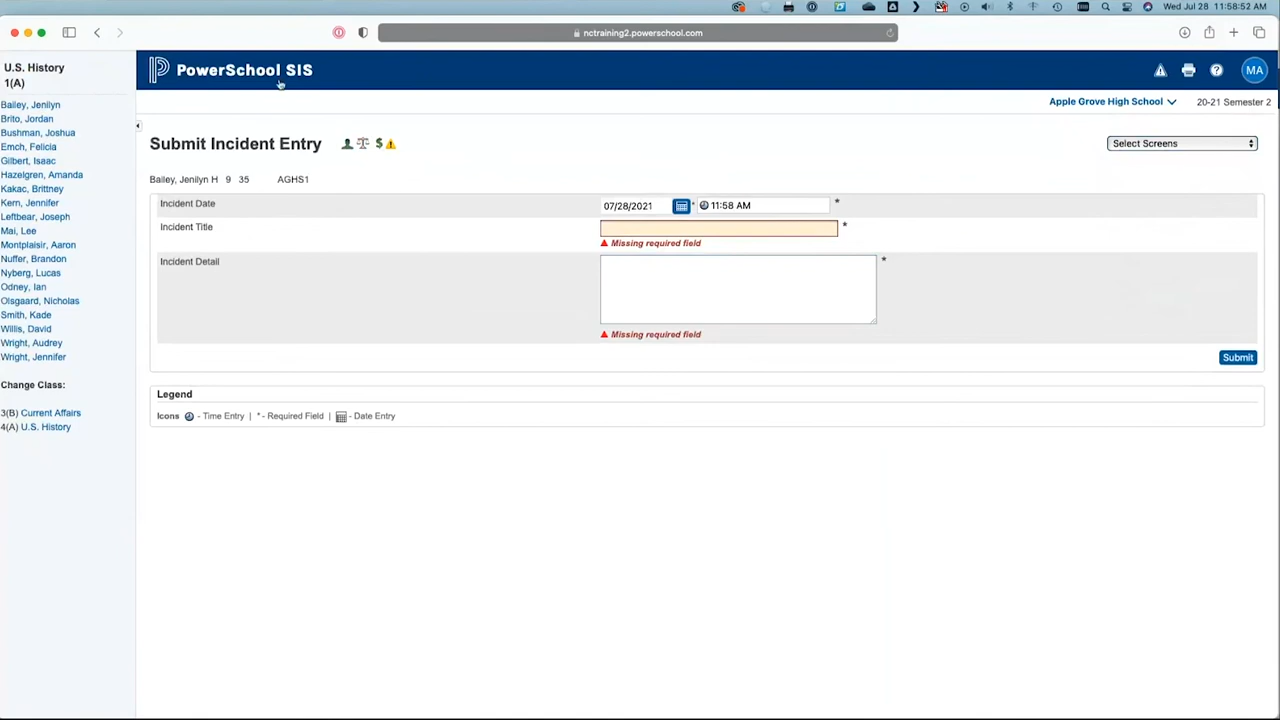 Wed Jul 28 11:58:52 AM
nctraining2.powerschool.com
U.S. History
1(A)
Bailey, Jenilyn
Brito, Jordan
Bushman, Joshua
Emch, Felicia
Gilbert, Isaac
Hazelgren, Amanda
Kakac, Brittney
Kern, Jennifer
Leftbear, Joseph
Mai, Lee
Montplaisir, Aaron
Nuffer, Brandon
Nyberg, Lucas
Odney, Ian
Olsgaard, Nicholas
Smith, Kade
Willis, David
Wright, Audrey
Wright, Jennifer
Change Class:
3(B) Current Affairs
4(A) U.S. History
PowerSchool SIS
MA
Apple Grove High School 20-21 Semester 2
Submit Incident Entry $
Select Screens
Bailey, Jenilyn H 9 35 AGHS1
Incident Date 07/28/2021 * 11:58 AM *
Incident Title *
Missing required field
Incident Detail *
Missing required field
Submit
Legend
Icons - Time Entry | * - Required Field | - Date Entry